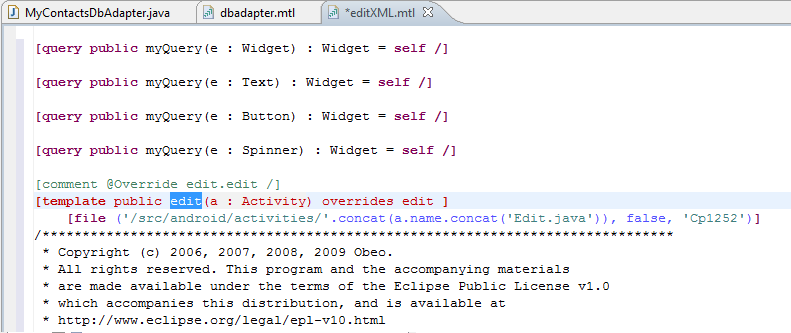 MyContactsDbAdapter.java dbadapter.mtl *editXML.mtl
[query public myQuery(e : Widget) : Widget = self /]
[query public myQuery(e : Text) : Widget = self /]
[query public myQuery(e : Button) : Widget = self /]
[query public myQuery(e : Spinner) : Widget = self /]
[comment @Override edit.edit /]
[template public edit(a : Activity) overrides edit ]
[file ('/src/android/activities/'.concat(a.name.concat('Edit.java')), false, 'Cp1252')]
/*******************************************************************************
* Copyright (c) 2006, 2007, 2008, 2009 Obeo.
* All rights reserved. This program and the accompanying materials
* are made available under the terms of the Eclipse Public License v1.0
* which accompanies this distribution, and is available at
* http://www.eclipse.org/legal/epl-v10.html